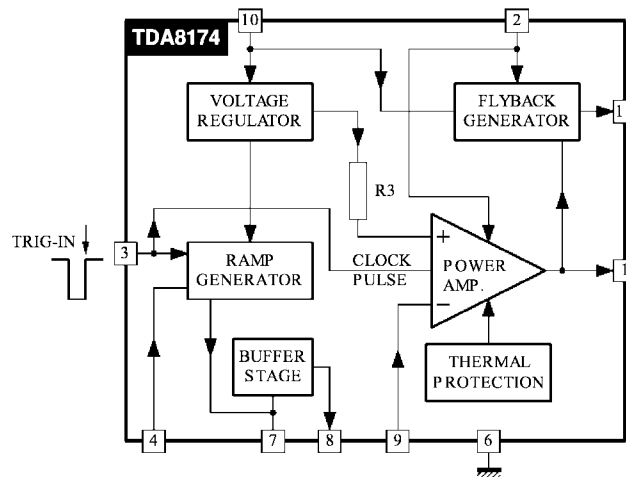 TDA8174
10
2
VOLTAGE
REGULATOR
FLYBACK
GENERATOR
1
R3
TRIG-IN
3
RAMP
GENERATOR
CLOCK
PULSE
+
POWER
AMP.
−
1
BUFFER
STAGE
THERMAL
PROTECTION
4
7
8
9
6